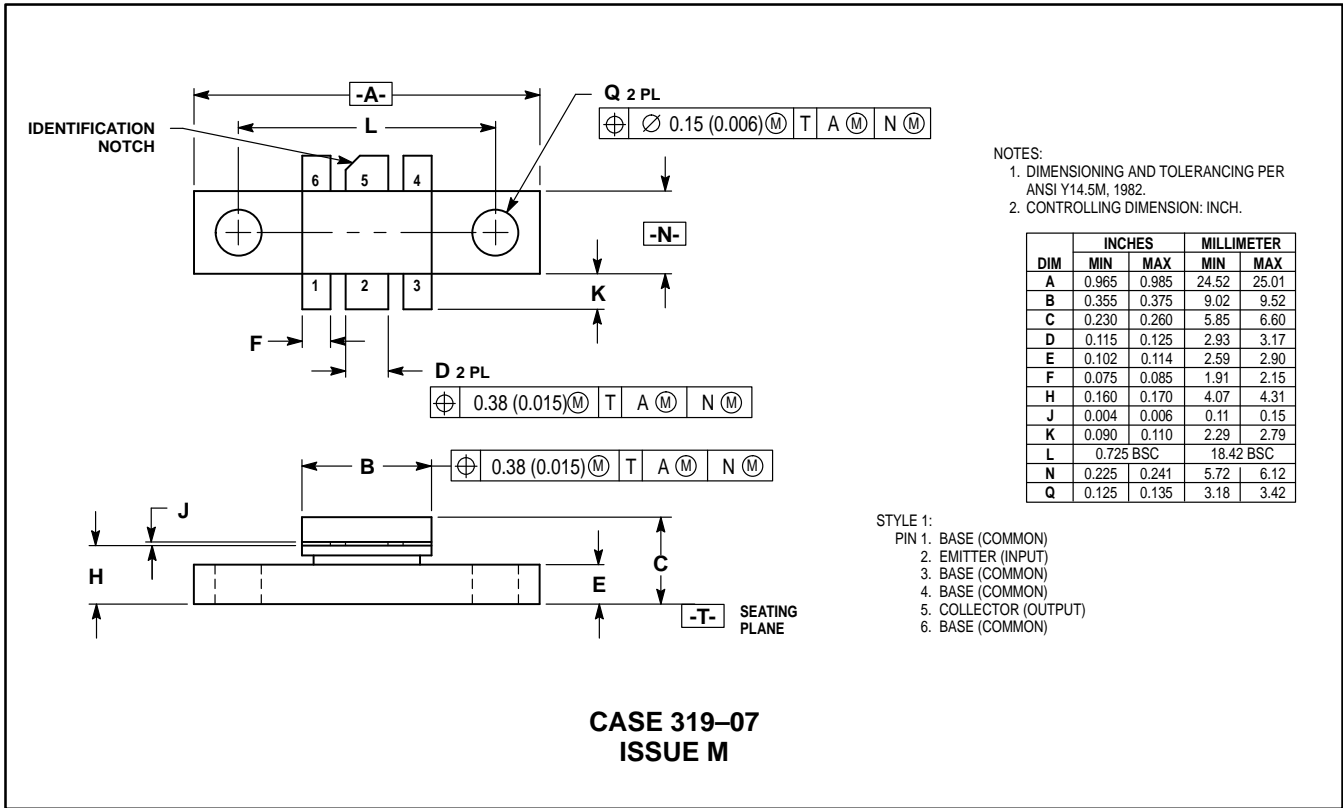 -A-
L
IDENTIFICATION
NOTCH
Q 2 PL
⌖ ∅ 0.15 (0.006) Ⓜ T A Ⓜ N Ⓜ
6 5 4
-N-
1 2 3
K
F
D 2 PL
⌖ 0.38 (0.015) Ⓜ T A Ⓜ N Ⓜ
B
⌖ 0.38 (0.015) Ⓜ T A Ⓜ N Ⓜ
J
H
E
C
-T- SEATING
PLANE
NOTES:
1. DIMENSIONING AND TOLERANCING PER
ANSI Y14.5M, 1982.
2. CONTROLLING DIMENSION: INCH.
INCHES MILLIMETER
DIM MIN MAX MIN MAX
A 0.965 0.985 24.52 25.01
B 0.355 0.375 9.02 9.52
C 0.230 0.260 5.85 6.60
D 0.115 0.125 2.93 3.17
E 0.102 0.114 2.59 2.90
F 0.075 0.085 1.91 2.15
H 0.160 0.170 4.07 4.31
J 0.004 0.006 0.11 0.15
K 0.090 0.110 2.29 2.79
L 0.725 BSC 18.42 BSC
N 0.225 0.241 5.72 6.12
Q 0.125 0.135 3.18 3.42
STYLE 1:
PIN 1. BASE (COMMON)
2. EMITTER (INPUT)
3. BASE (COMMON)
4. BASE (COMMON)
5. COLLECTOR (OUTPUT)
6. BASE (COMMON)
CASE 319–07
ISSUE M